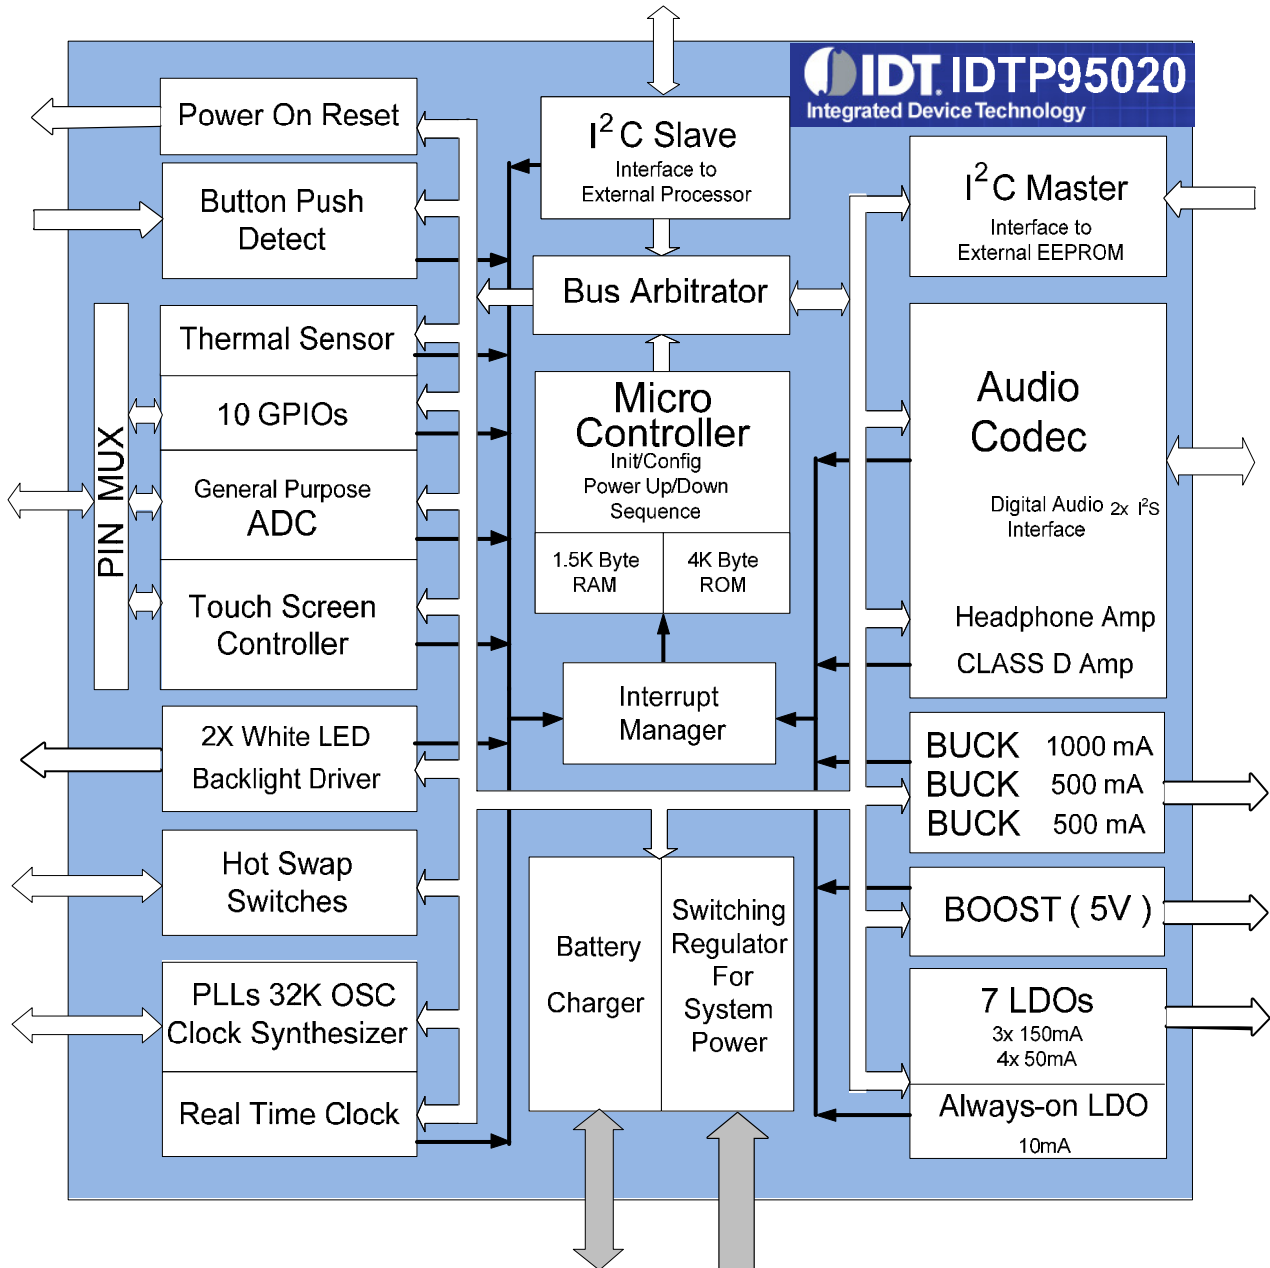 IDT. IDTP95020
Integrated Device Technology
Power On Reset
Button Push
Detect
Thermal Sensor
10 GPIOs
General Purpose
ADC
Touch Screen
Controller
PIN MUX
2X White LED
Backlight Driver
Hot Swap
Switches
PLLs 32K OSC
Clock Synthesizer
Real Time Clock
I²C Slave
Interface to
External Processor
Bus Arbitrator
Micro
Controller
Init/Config
Power Up/Down
Sequence
1.5K Byte
RAM
4K Byte
ROM
Interrupt
Manager
Battery
Charger
Switching
Regulator
For
System
Power
I²C Master
Interface to
External EEPROM
Audio
Codec
Digital Audio 2x I²S
Interface
Headphone Amp
CLASS D Amp
BUCK 1000 mA
BUCK 500 mA
BUCK 500 mA
BOOST ( 5V )
7 LDOs
3x 150mA
4x 50mA
Always-on LDO
10mA